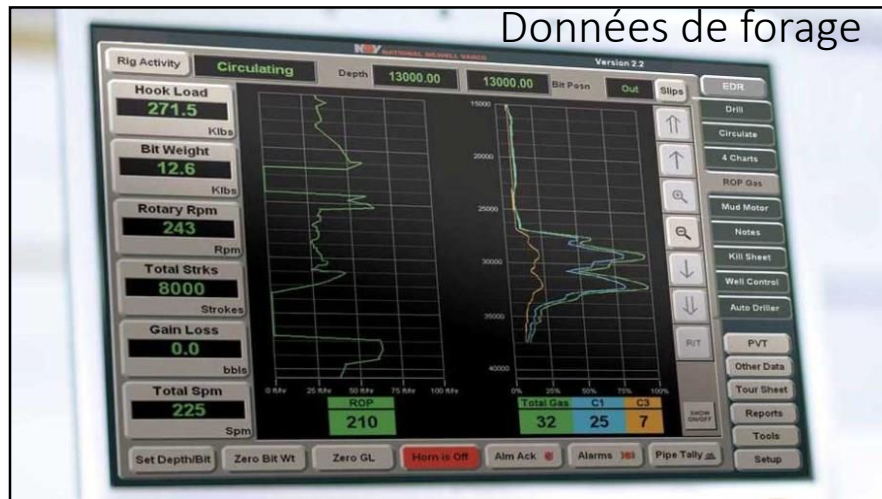 Données de forage
NOV NATIONAL OILWELL VARCO
Version 2.2
Rig Activity
Circulating
Depth
13000.00
13000.00
Bit Posn
Out
Slips
Hook Load
271.5
Klbs
Bit Weight
12.6
Klbs
Rotary Rpm
243
Rpm
Total Strks
8000
Strokes
Gain Loss
0.0
bbls
Total Spm
225
Spm
0 ft/hr 25 ft/hr 50 ft/hr 75 ft/hr 100 ft/hr
ROP
210
15000
20000
25000
30000
35000
40000
0% 25% 50% 75% 100%
Total Gas C1 C3
32 25 7
R/T
SHOW
ON/OFF
EDR
Drill
Circulate
4 Charts
ROP Gas
Mud Motor
Notes
Kill Sheet
Well Control
Auto Driller
PVT
Other Data
Tour Sheet
Reports
Tools
Setup
Set Depth/Bit
Zero Bit Wt
Zero GL
Horn is Off
Alm Ack
Alarms
Pipe Tally